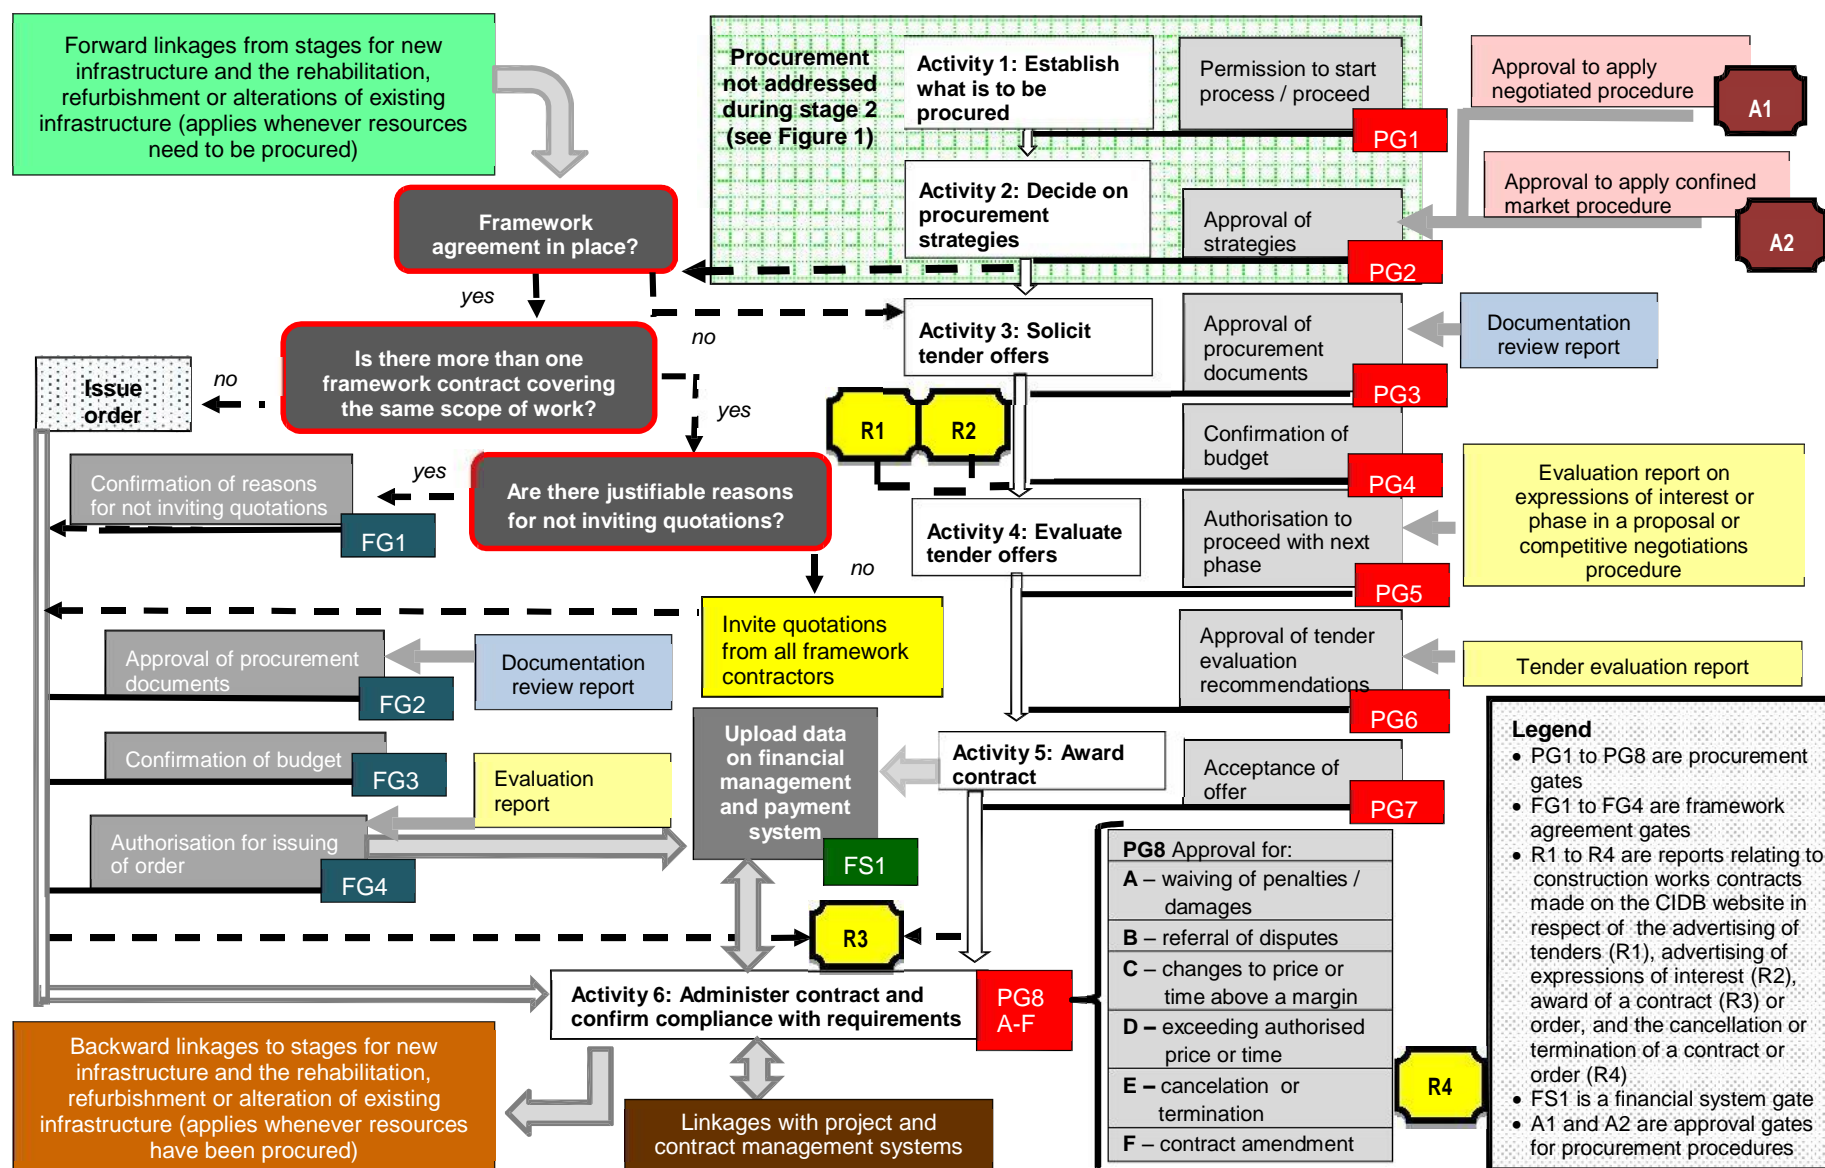 Forward linkages from stages for new
infrastructure and the rehabilitation,
refurbishment or alterations of existing
infrastructure (applies whenever resources
need to be procured)
Procurement
not addressed
during stage 2
(see Figure 1)
Activity 1: Establish
what is to be
procured
Permission to start
process / proceed
PG1
Approval to apply
negotiated procedure
A1
Activity 2: Decide on
procurement
strategies
Approval of
strategies
PG2
Approval to apply confined
market procedure
A2
Framework
agreement in place?
yes
no
Activity 3: Solicit
tender offers
Approval of
procurement
documents
PG3
Documentation
review report
Is there more than one
framework contract covering
the same scope of work?
no
yes
Issue
order
R1
R2
Confirmation of
budget
PG4
Confirmation of reasons
for not inviting quotations
FG1
yes
Are there justifiable reasons
for not inviting quotations?
no
Activity 4: Evaluate
tender offers
Authorisation to
proceed with next
phase
PG5
Evaluation report on
expressions of interest or
phase in a proposal or
competitive negotiations
procedure
Invite quotations
from all framework
contractors
Approval of procurement
documents
FG2
Documentation
review report
Approval of tender
evaluation
recommendations
PG6
Tender evaluation report
Confirmation of budget
FG3
Evaluation
report
Upload data
on financial
management
and payment
system
FS1
Activity 5: Award
contract
Acceptance of
offer
PG7
Authorisation for issuing
of order
FG4
R3
Activity 6: Administer contract and
confirm compliance with requirements
PG8
A-F
PG8 Approval for:
A – waiving of penalties /
damages
B – referral of disputes
C – changes to price or
time above a margin
D – exceeding authorised
price or time
E – cancelation or
termination
F – contract amendment
R4
Backward linkages to stages for new
infrastructure and the rehabilitation,
refurbishment or alteration of existing
infrastructure (applies whenever resources
have been procured)
Linkages with project and
contract management systems
Legend
• PG1 to PG8 are procurement
gates
• FG1 to FG4 are framework
agreement gates
• R1 to R4 are reports relating to
construction works contracts
made on the CIDB website in
respect of the advertising of
tenders (R1), advertising of
expressions of interest (R2),
award of a contract (R3) or
order, and the cancellation or
termination of a contract or
order (R4)
• FS1 is a financial system gate
• A1 and A2 are approval gates
for procurement procedures